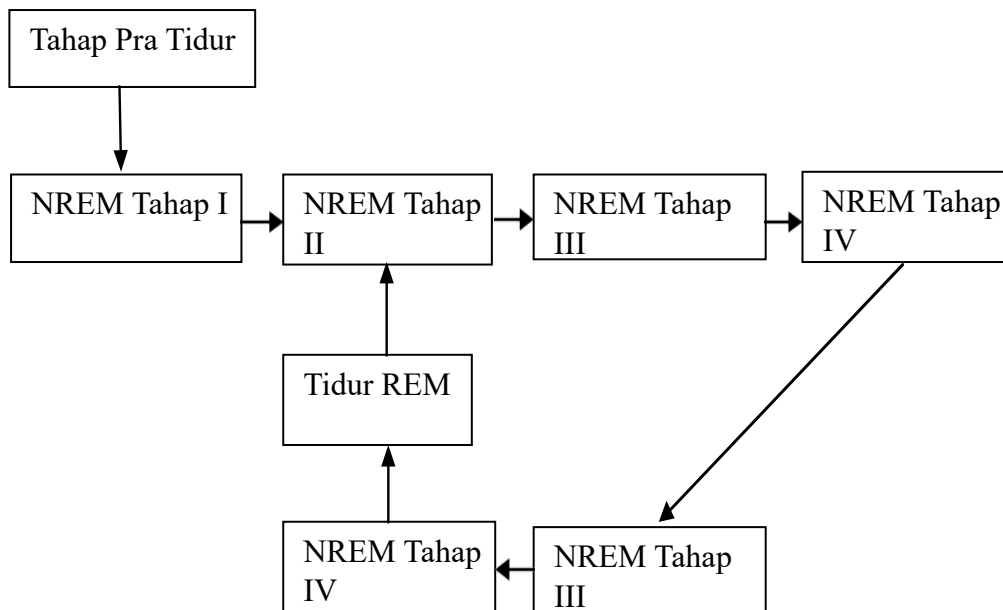 Tahap Pra Tidur
NREM Tahap I
NREM Tahap
II
NREM Tahap
III
NREM Tahap
IV
Tidur REM
NREM Tahap
IV
NREM Tahap
III